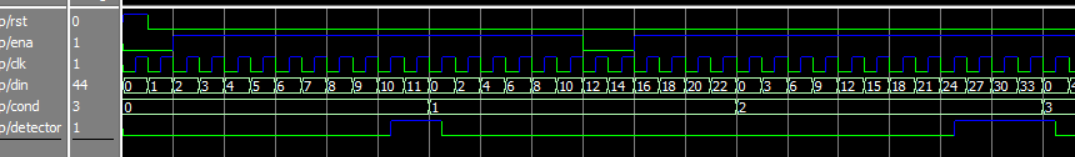 o/rst 0
o/ena 1
o/clk 1
o/din 44 0 1 2 3 4 5 6 7 8 9 10 11 0 2 4 6 8 10 12 14 16 18 20 22 0 3 6 9 12 15 18 21 24 27 30 33 0
o/cond 3 0 1 2 3
o/detector 1